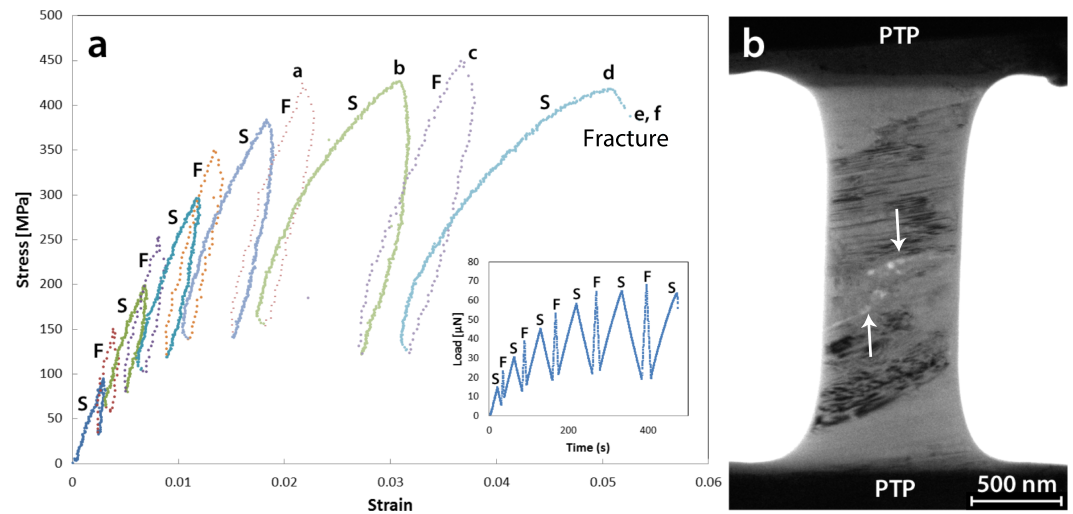 a
500
450
400
350
300
250
200
150
100
50
0
Stress [MPa]
0
0.01
0.02
0.03
0.04
0.05
0.06
Strain
S
F
S
F
S
F
S
F
a
S
b
F
c
S
d
e, f
Fracture
80
70
60
50
40
30
20
10
0
Load [μN]
0
200
400
Time (s)
S
F
S
F
S
F
S
F
S
F
S
b
PTP
PTP
500 nm